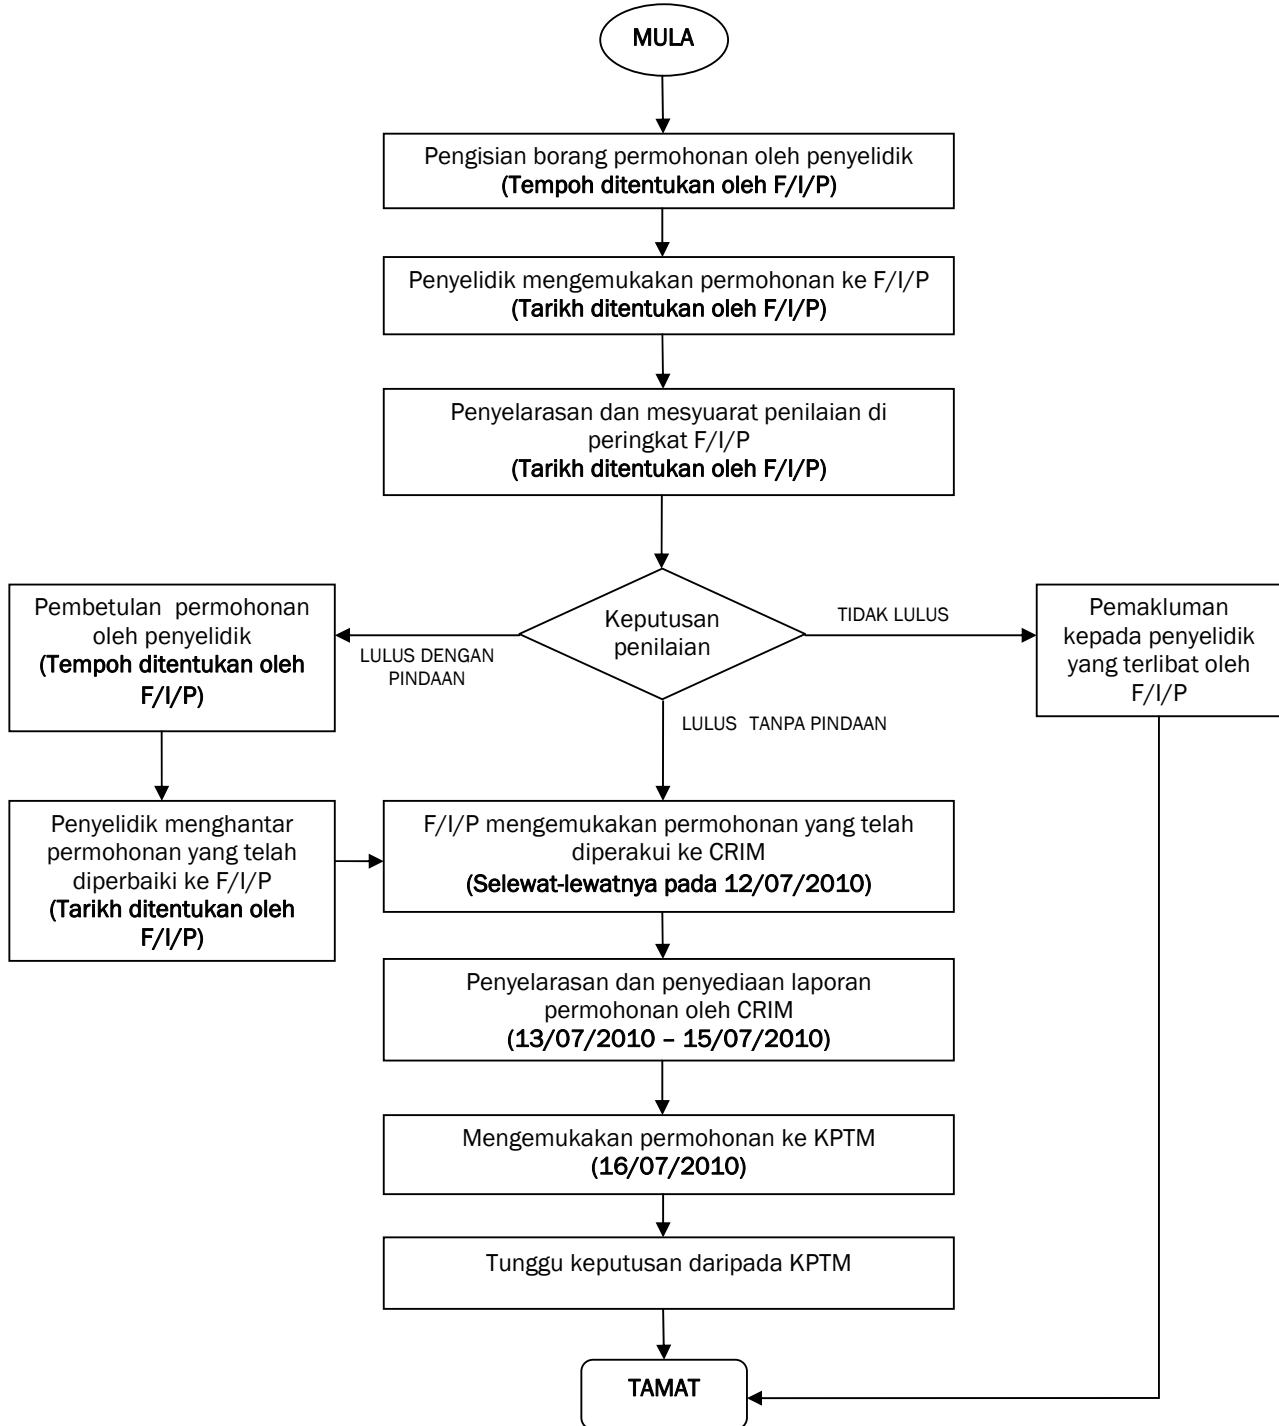 MULA
Pengisian borang permohonan oleh penyelidik
(Tempoh ditentukan oleh F/I/P)
Penyelidik mengemukakan permohonan ke F/I/P
(Tarikh ditentukan oleh F/I/P)
Penyelarasan dan mesyuarat penilaian di
peringkat F/I/P
(Tarikh ditentukan oleh F/I/P)
Keputusan
penilaian
TIDAK LULUS
Pemakluman
kepada penyelidik
yang terlibat oleh
F/I/P
LULUS DENGAN
PINDAAN
Pembetulan permohonan
oleh penyelidik
(Tempoh ditentukan oleh
F/I/P)
LULUS TANPA PINDAAN
Penyelidik menghantar
permohonan yang telah
diperbaiki ke F/I/P
(Tarikh ditentukan oleh
F/I/P)
F/I/P mengemukakan permohonan yang telah
diperakui ke CRIM
(Selewat-lewatnya pada 12/07/2010)
Penyelarasan dan penyediaan laporan
permohonan oleh CRIM
(13/07/2010 – 15/07/2010)
Mengemukakan permohonan ke KPTM
(16/07/2010)
Tunggu keputusan daripada KPTM
TAMAT